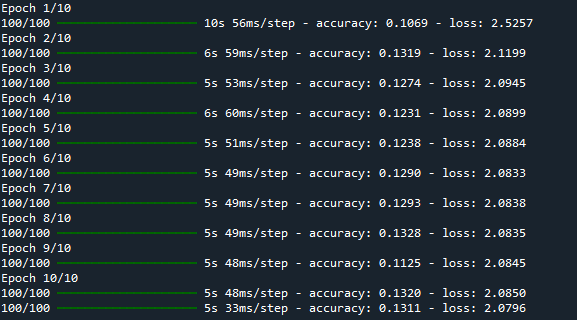 Epoch 1/10
100/100 ━━━━━━━━━━━━━━━━━━━━ 10s 56ms/step - accuracy: 0.1069 - loss: 2.5257
Epoch 2/10
100/100 ━━━━━━━━━━━━━━━━━━━━ 6s 59ms/step - accuracy: 0.1319 - loss: 2.1199
Epoch 3/10
100/100 ━━━━━━━━━━━━━━━━━━━━ 5s 53ms/step - accuracy: 0.1274 - loss: 2.0945
Epoch 4/10
100/100 ━━━━━━━━━━━━━━━━━━━━ 6s 60ms/step - accuracy: 0.1231 - loss: 2.0899
Epoch 5/10
100/100 ━━━━━━━━━━━━━━━━━━━━ 5s 51ms/step - accuracy: 0.1238 - loss: 2.0884
Epoch 6/10
100/100 ━━━━━━━━━━━━━━━━━━━━ 5s 49ms/step - accuracy: 0.1290 - loss: 2.0833
Epoch 7/10
100/100 ━━━━━━━━━━━━━━━━━━━━ 5s 49ms/step - accuracy: 0.1293 - loss: 2.0838
Epoch 8/10
100/100 ━━━━━━━━━━━━━━━━━━━━ 5s 49ms/step - accuracy: 0.1328 - loss: 2.0835
Epoch 9/10
100/100 ━━━━━━━━━━━━━━━━━━━━ 5s 48ms/step - accuracy: 0.1125 - loss: 2.0845
Epoch 10/10
100/100 ━━━━━━━━━━━━━━━━━━━━ 5s 48ms/step - accuracy: 0.1320 - loss: 2.0850
100/100 ━━━━━━━━━━━━━━━━━━━━ 5s 33ms/step - accuracy: 0.1311 - loss: 2.0796